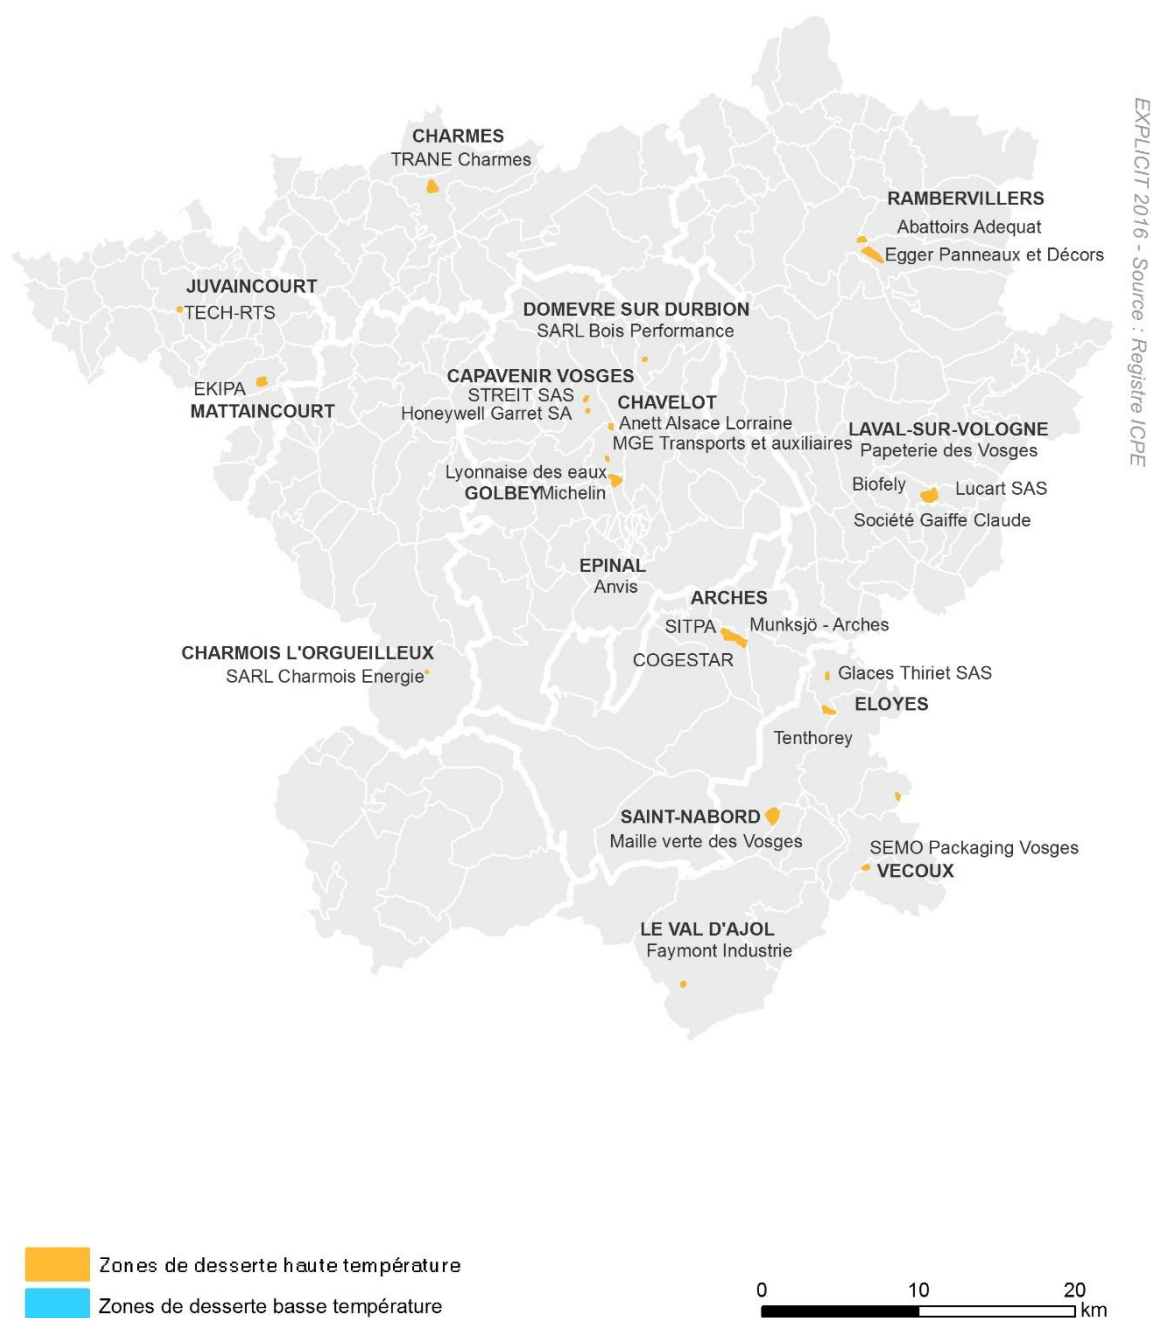 CHARMES
TRANE Charmes
RAMBERVILLERS
Abattoirs Adequat
Egger Panneaux et Décors
EXPLICIT 2016 - Source : Registre ICPE
JUVAINCOURT
TECH-RTS
DOMEVRE SUR DURBION
SARL Bois Performance
EKIPA
MATTAINCOURT
CAPAVENIR VOSGES
STREIT SAS
Honeywell Garret SA
CHAVELOT
Anett Alsace Lorraine
MGE Transports et auxiliaires
LAVAL-SUR-VOLOGNE
Papeterie des Vosges
Lyonnaise des eaux
GOLBEY Michelin
Biofely
Lucart SAS
Société Gaiffe Claude
EPINAL
Anvis
ARCHES
SITPA
Munksjö - Arches
COGESTAR
CHARMOIS L'ORGUEILLEUX
SARL Charmois Energie
Glaces Thiriet SAS
ELOYES
Tenthorey
SAINT-NABORD
Maille verte des Vosges
SEMO Packaging Vosges
VECOUX
LE VAL D'AJOL
Faymont Industrie
Zones de desserte haute température
Zones de desserte basse température
0 10 20
km